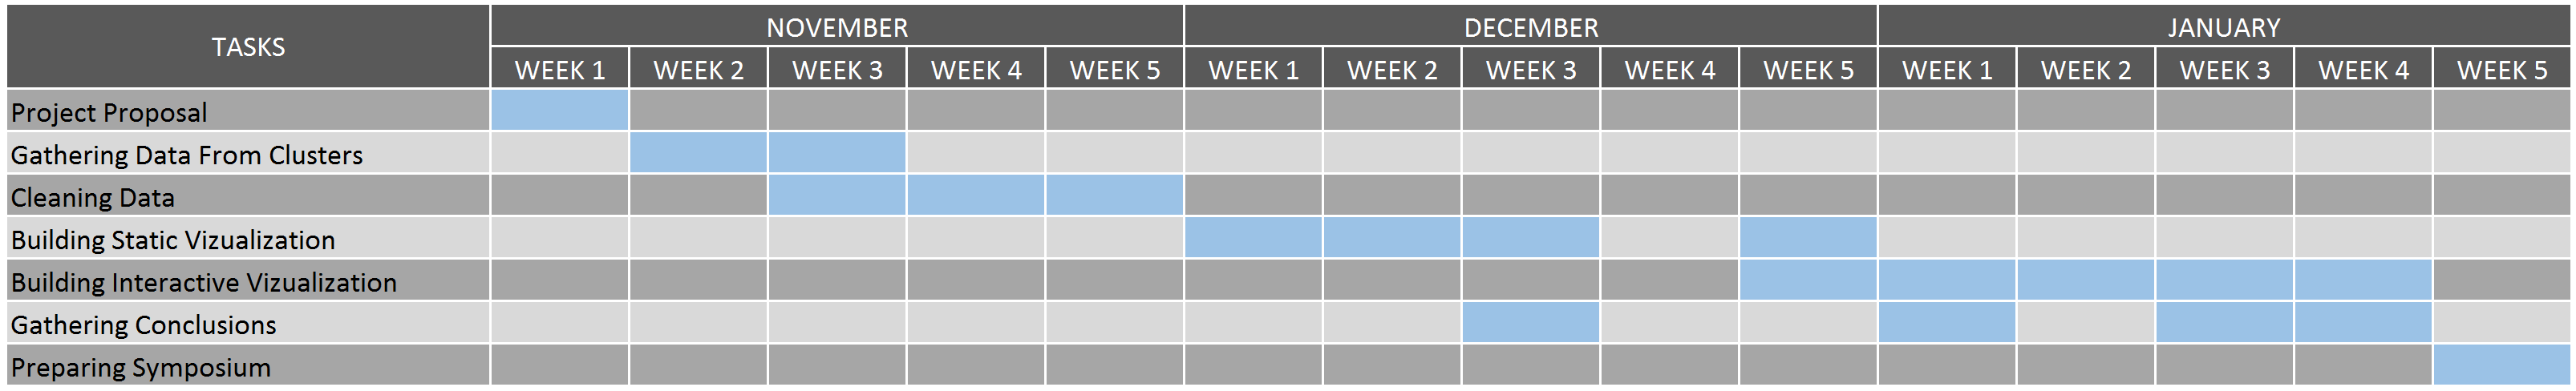 TASKS
NOVEMBER DECEMBER JANUARY
WEEK 1 WEEK 2 WEEK 3 WEEK 4 WEEK 5 WEEK 1 WEEK 2 WEEK 3 WEEK 4 WEEK 5 WEEK 1 WEEK 2 WEEK 3 WEEK 4 WEEK 5
Project Proposal
Gathering Data From Clusters
Cleaning Data
Building Static Vizualization
Building Interactive Vizualization
Gathering Conclusions
Preparing Symposium